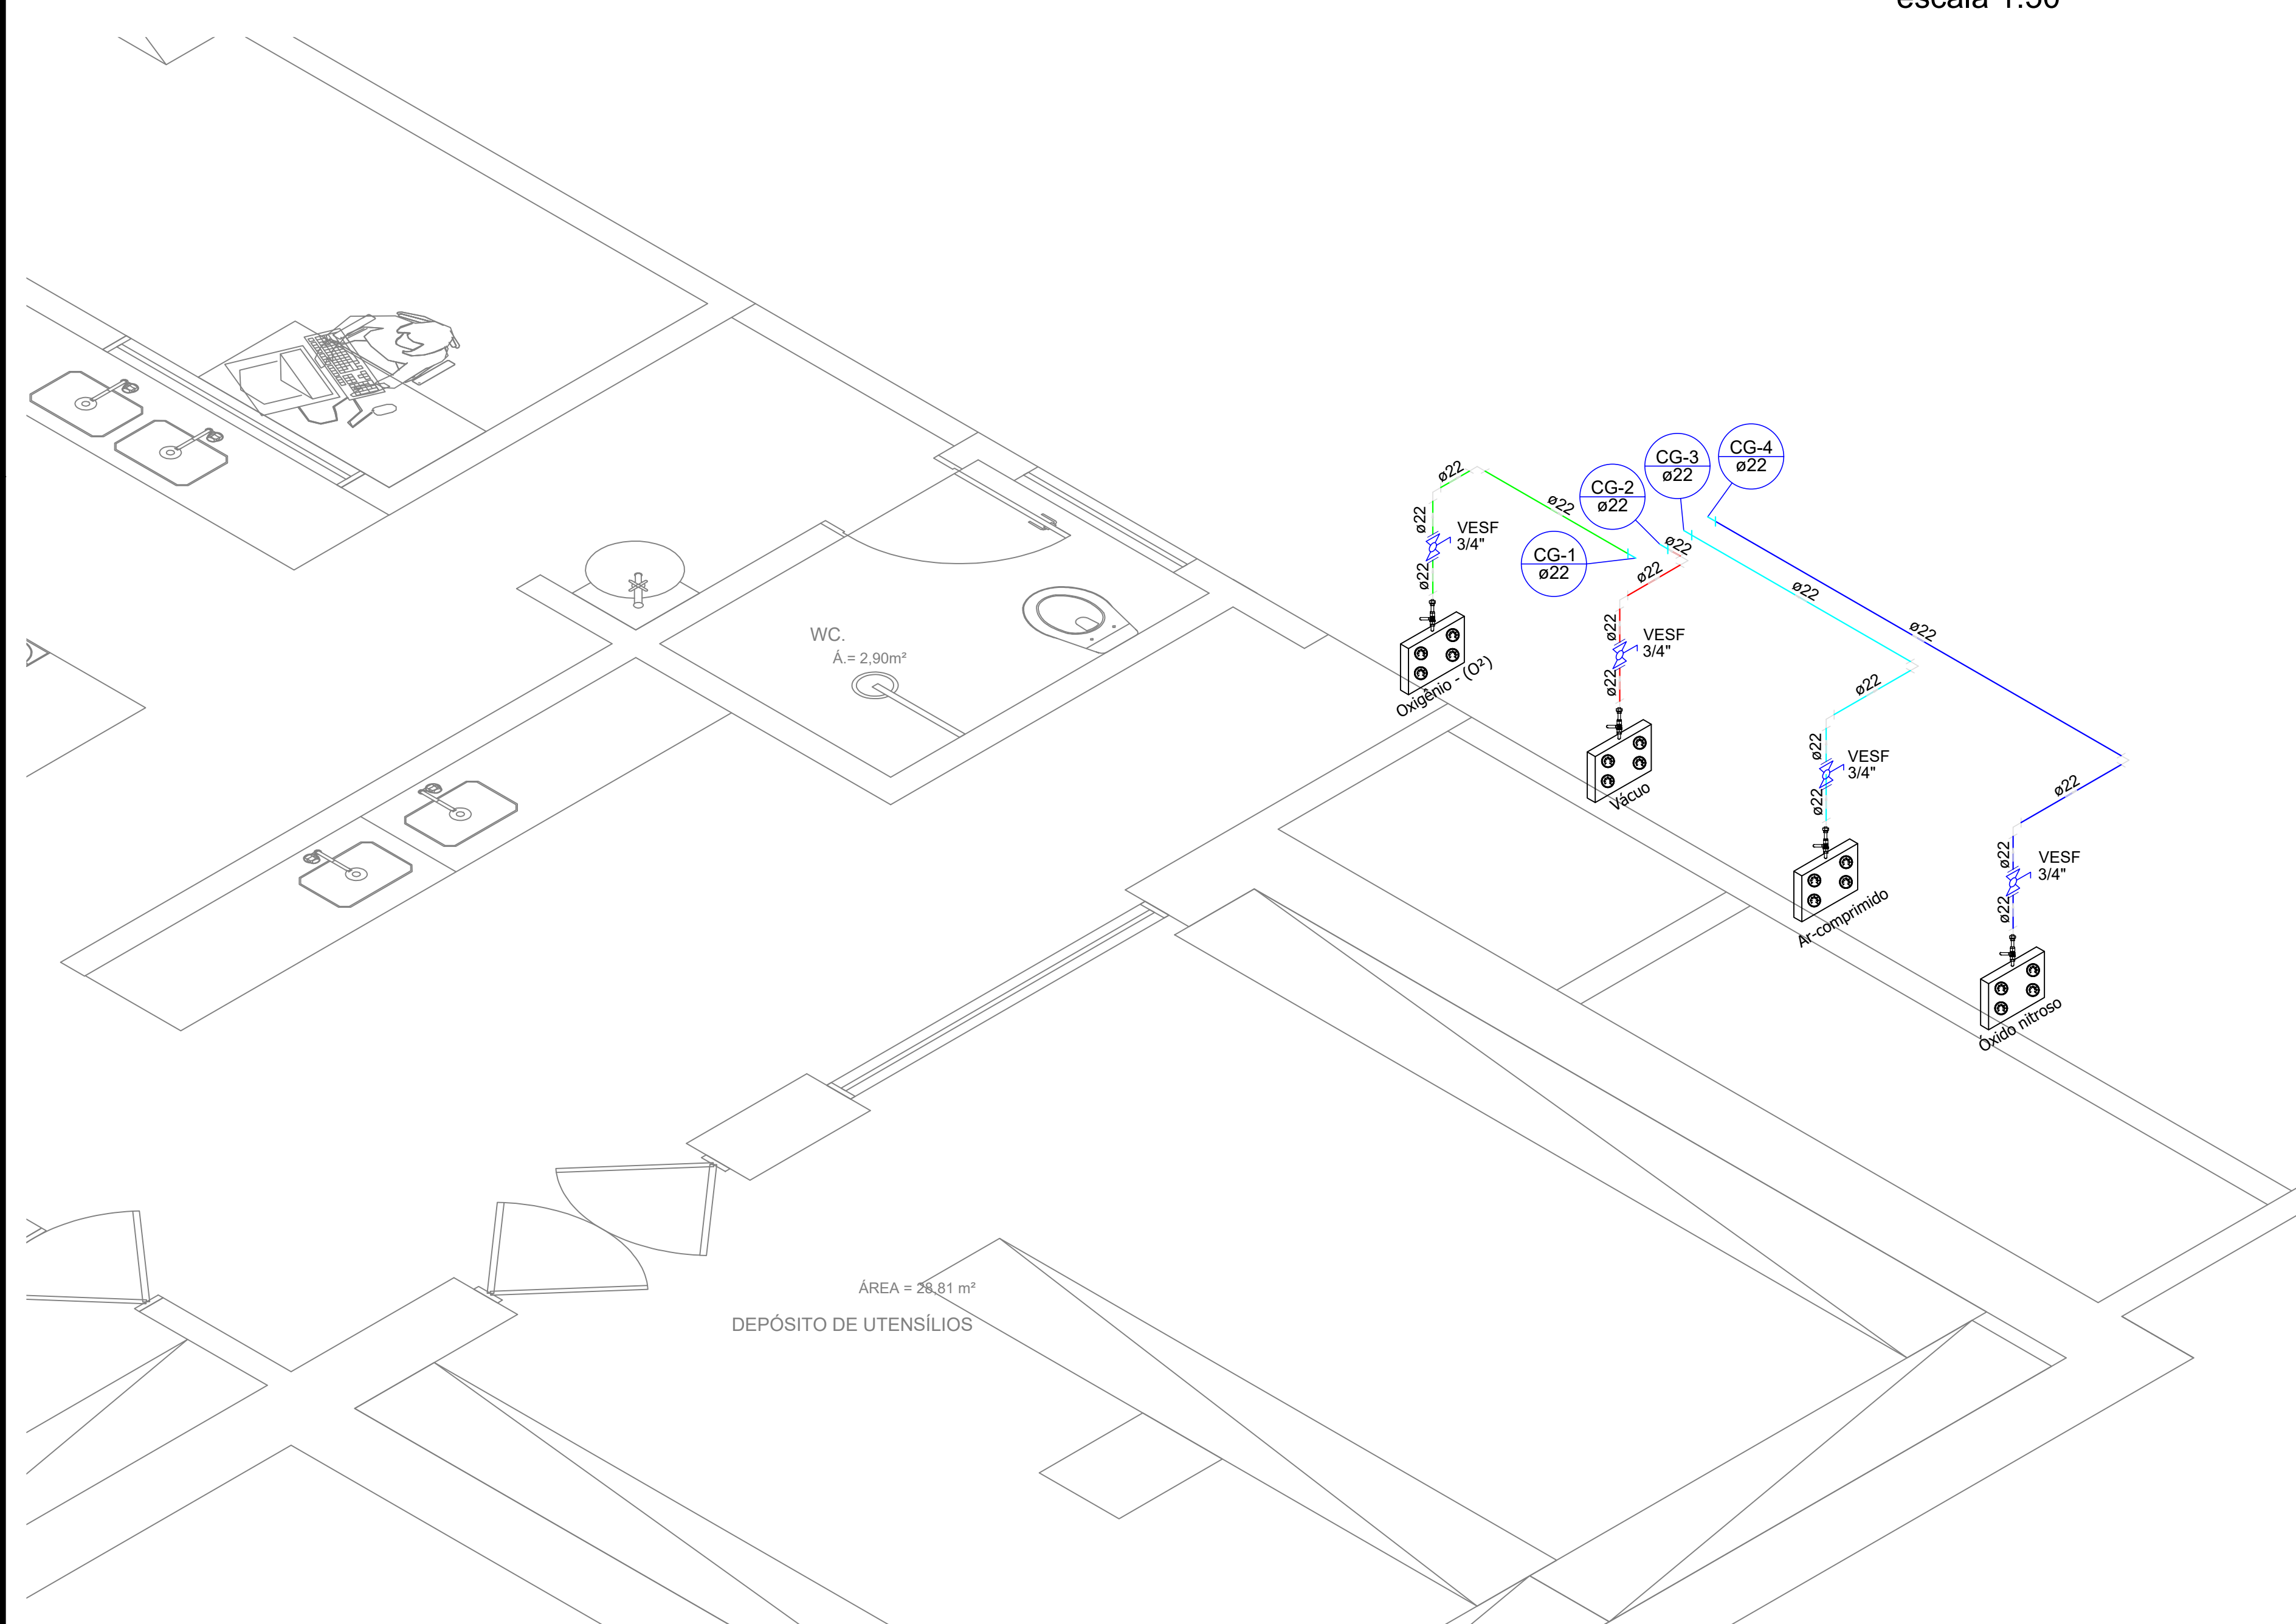 escala 1:50
CG-4
ø22
CG-3
ø22
CG-2
ø22
CG-1
ø22
ø22
ø22
ø22
VESF
3/4"
ø22
Oxigênio - (O²)
ø22
ø22
ø22
VESF
3/4"
ø22
Vácuo
ø22
ø22
ø22
VESF
3/4"
ø22
Ar-comprimido
ø22
ø22
ø22
VESF
3/4"
ø22
Óxido nitroso
WC.
Á.= 2,90m²
ÁREA = 28,81 m²
DEPÓSITO DE UTENSÍLIOS